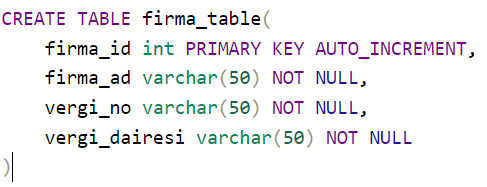 CREATE TABLE firma_table(
    firma_id int PRIMARY KEY AUTO_INCREMENT,
    firma_ad varchar(50) NOT NULL,
    vergi_no varchar(50) NOT NULL,
    vergi_dairesi varchar(50) NOT NULL
)